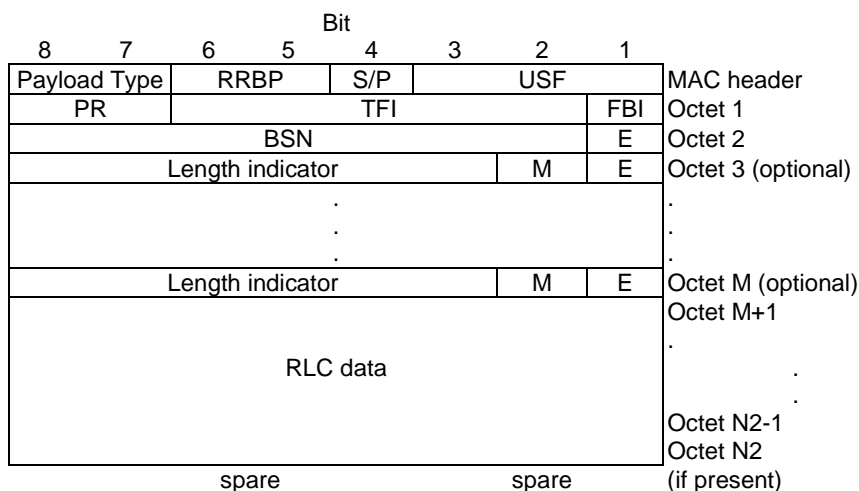 Bit
8 7 6 5 4 3 2 1
Payload Type RRBP S/P USF MAC header
PR TFI FBI Octet 1
BSN E Octet 2
Length indicator M E Octet 3 (optional)
. .
. .
. .
Length indicator M E Octet M (optional)
Octet M+1
.
RLC data .
.
Octet N2-1
Octet N2
spare spare (if present)